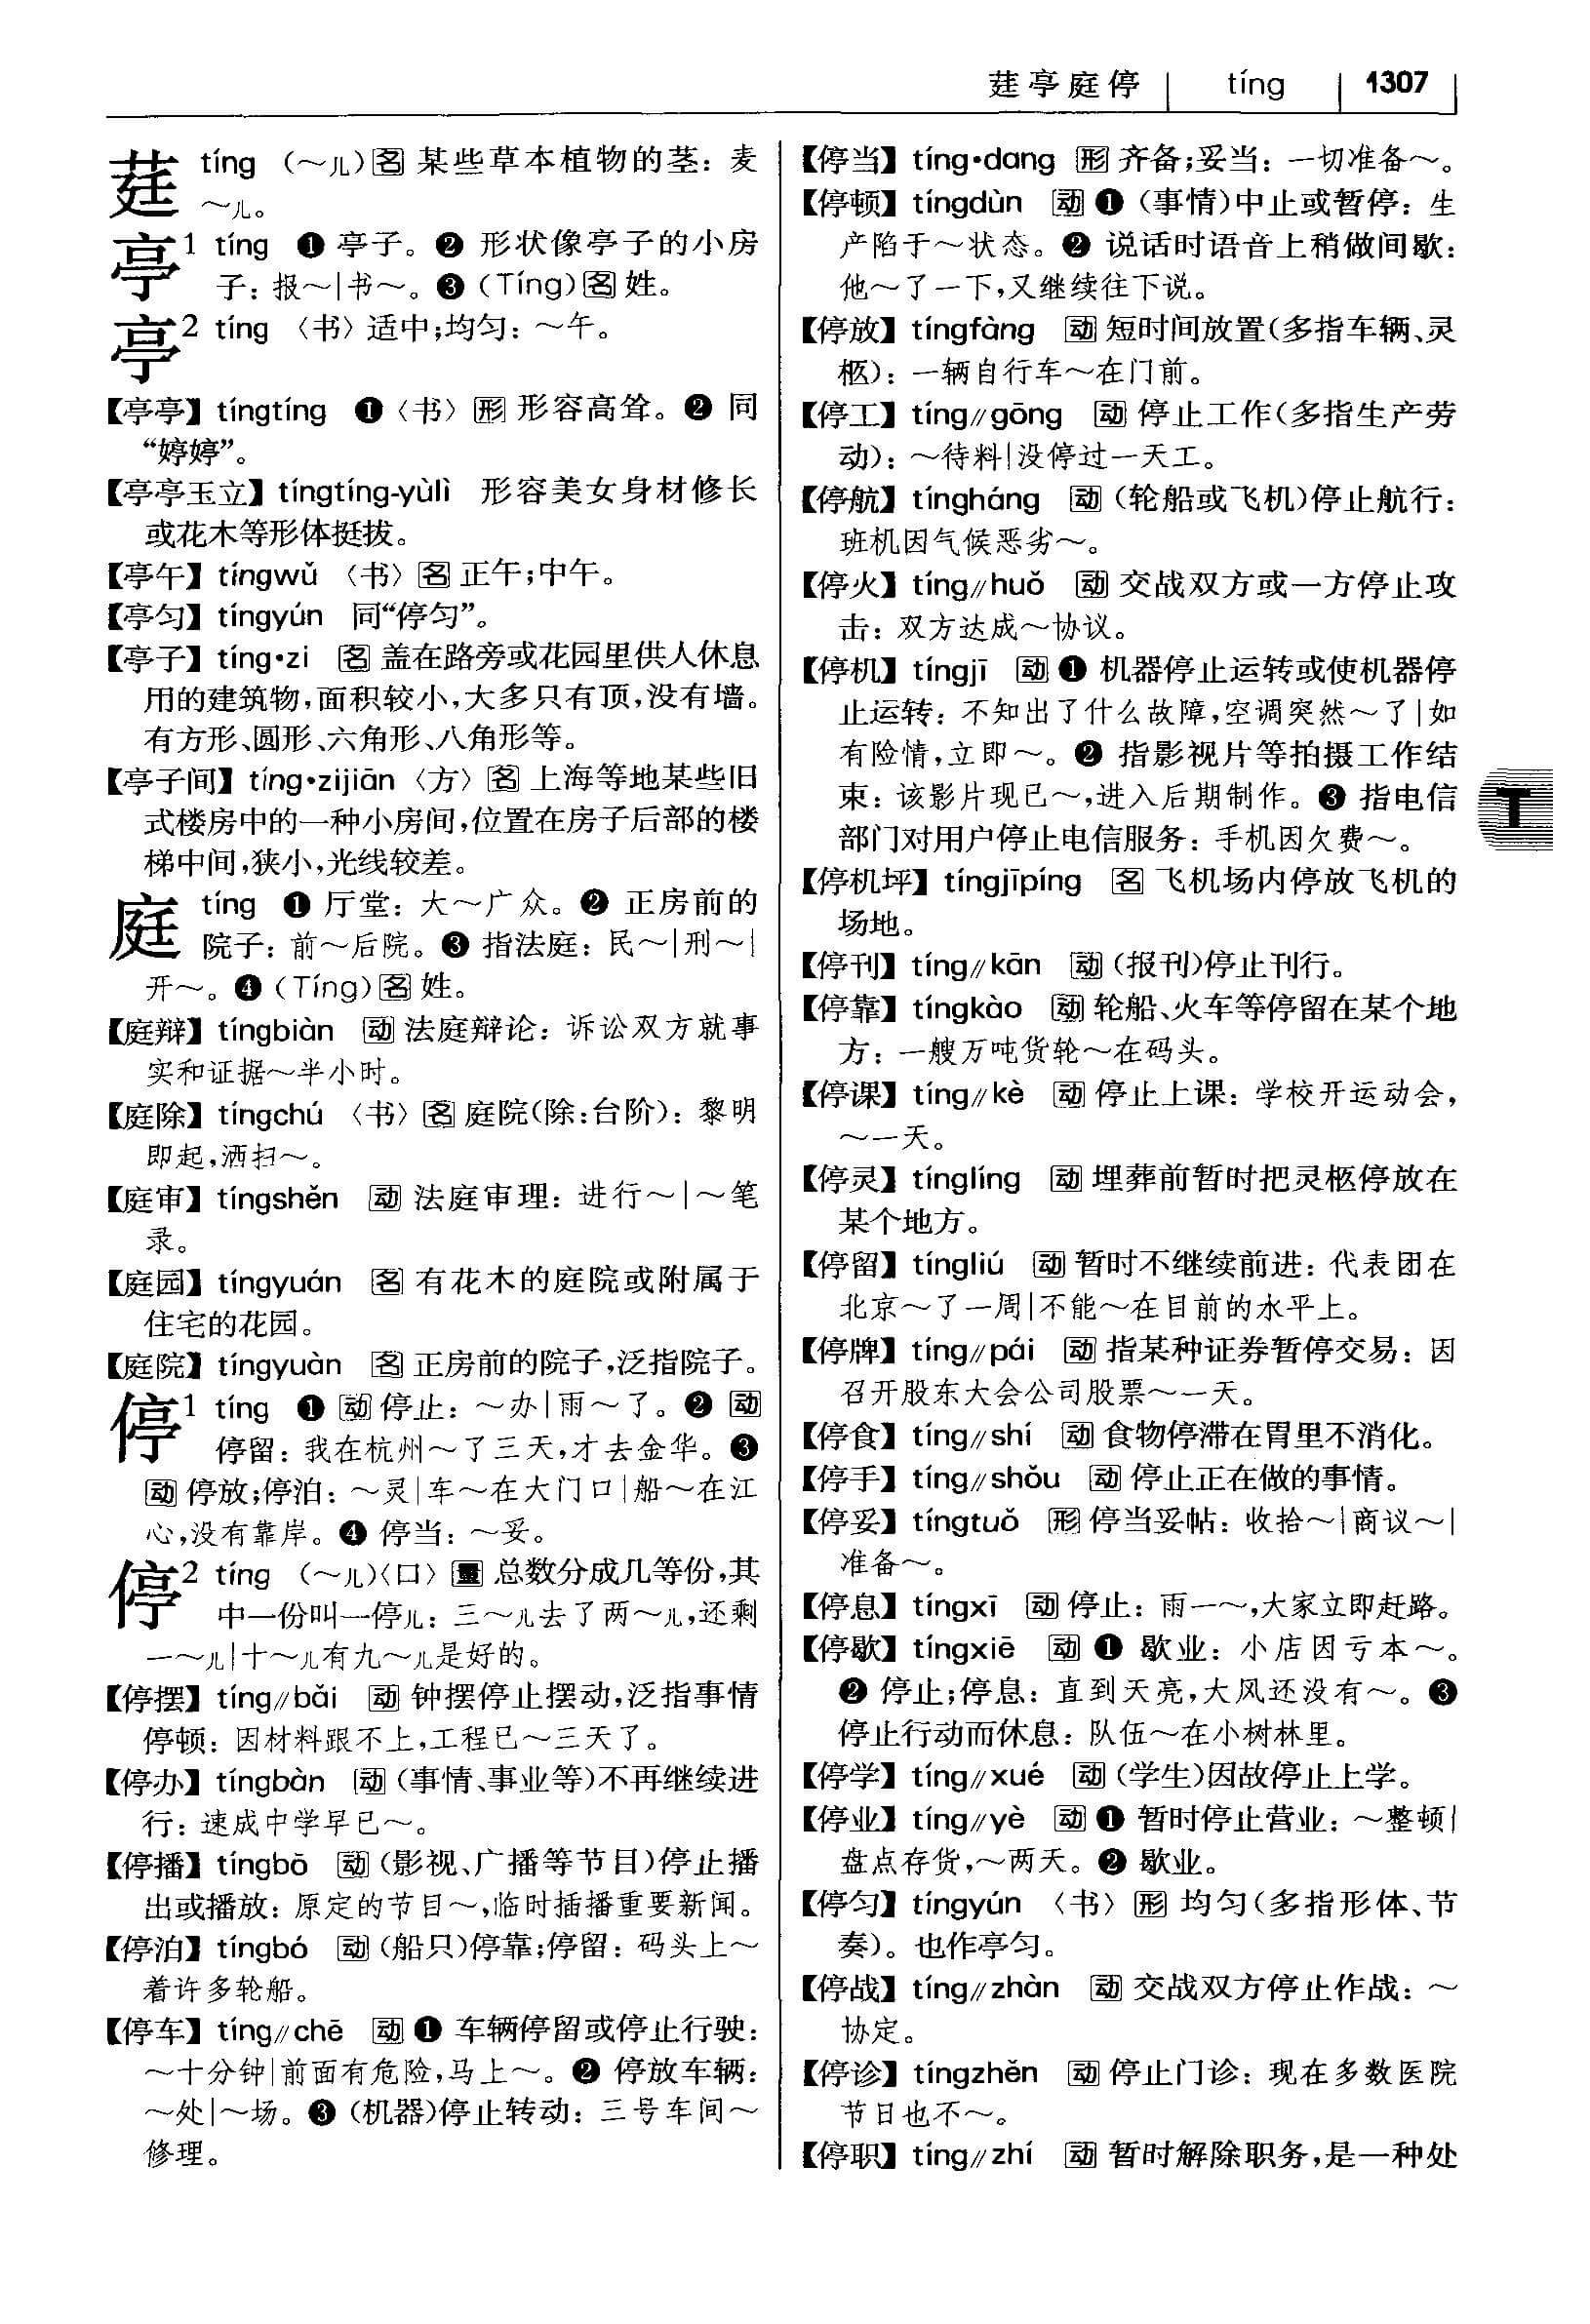 莛亭庭停 tíng 1307
莛 tíng （～儿）名 某些草本植物的茎：麦
～儿。
亭1 tíng ❶ 亭子。❷ 形状像亭子的小房
子：报～|书～。❸（Tíng）名 姓。
亭2 tíng 〈书〉适中；均匀：～午。
【亭亭】tíngtíng ❶〈书〉形 形容高耸。❷ 同
“婷婷”。
【亭亭玉立】tíngtíng-yùlì 形容美女身材修长
或花木等形体挺拔。
【亭午】tíngwǔ 〈书〉名 正午；中午。
【亭匀】tíngyún 同“停匀”。
【亭子】tíng•zi 名 盖在路旁或花园里供人休息
用的建筑物，面积较小，大多只有顶，没有墙。
有方形、圆形、六角形、八角形等。
【亭子间】tíng•zijiān〈方〉名 上海等地某些旧
式楼房中的一种小房间，位置在房子后部的楼
梯中间，狭小，光线较差。
庭 tíng ❶ 厅堂：大～广众。❷ 正房前的
院子：前～后院。❸ 指法庭：民～|刑～|
开～。❹（Tíng）名 姓。
【庭辩】tíngbiàn 动 法庭辩论：诉讼双方就事
实和证据～半小时。
【庭除】tíngchú 〈书〉名 庭院（除：台阶）：黎明
即起，洒扫～。
【庭审】tíngshěn 动 法庭审理：进行～|～笔
录。
【庭园】tíngyuán 名 有花木的庭院或附属于
住宅的花园。
【庭院】tíngyuàn 名 正房前的院子，泛指院子。
停1 tíng ❶ 动 停止：～办|雨～了。❷ 动
停留：我在杭州～了三天，才去金华。❸
动 停放；停泊：～灵|车～在大门口|船～在江
心，没有靠岸。❹ 停当：～妥。
停2 tíng （～儿）〈口〉量 总数分成几等份，其
中一份叫一停儿：三～儿去了两～儿，还剩
一～儿|十～儿有九～儿是好的。
【停摆】tíng//bǎi 动 钟摆停止摆动，泛指事情
停顿：因材料跟不上，工程已～三天了。
【停办】tíngbàn 动（事情、事业等）不再继续进
行：速成中学早已～。
【停播】tíngbō 动（影视、广播等节目）停止播
出或播放：原定的节目～，临时插播重要新闻。
【停泊】tíngbó 动（船只）停靠；停留：码头上～
着许多轮船。
【停车】tíng//chē 动 ❶ 车辆停留或停止行驶：
～十分钟|前面有危险，马上～。❷ 停放车辆：
～处|～场。❸（机器）停止转动：三号车间～
修理。
【停当】tíng•dang 形 齐备；妥当：一切准备～。
【停顿】tíngdùn 动 ❶（事情）中止或暂停：生
产陷于～状态。❷ 说话时语音上稍做间歇：
他～了一下，又继续往下说。
【停放】tíngfàng 动 短时间放置（多指车辆、灵
柩）：一辆自行车～在门前。
【停工】tíng//gōng 动 停止工作（多指生产劳
动）：～待料|没停过一天工。
【停航】tíngháng 动（轮船或飞机）停止航行：
班机因气候恶劣～。
【停火】tíng//huǒ 动 交战双方或一方停止攻
击：双方达成～协议。
【停机】tíngjī 动 ❶ 机器停止运转或使机器停
止运转：不知出了什么故障，空调突然～了|如
有险情，立即～。❷ 指影视片等拍摄工作结
束：该影片现已～，进入后期制作。❸ 指电信
部门对用户停止电信服务：手机因欠费～。
T
【停机坪】tíngjīpíng 名 飞机场内停放飞机的
场地。
【停刊】tíng//kān 动（报刊）停止刊行。
【停靠】tíngkào 动 轮船、火车等停留在某个地
方：一艘万吨货轮～在码头。
【停课】tíng//kè 动 停止上课：学校开运动会，
～一天。
【停灵】tínglíng 动 埋葬前暂时把灵柩停放在
某个地方。
【停留】tíngliú 动 暂时不继续前进：代表团在
北京～了一周|不能～在目前的水平上。
【停牌】tíng//pái 动 指某种证券暂停交易：因
召开股东大会公司股票～一天。
【停食】tíng//shí 动 食物停滞在胃里不消化。
【停手】tíng//shǒu 动 停止正在做的事情。
【停妥】tíngtuǒ 形 停当妥帖：收拾～|商议～|
准备～。
【停息】tíngxī 动 停止：雨一～，大家立即赶路。
【停歇】tíngxiē 动 ❶ 歇业：小店因亏本～。
❷ 停止；停息：直到天亮，大风还没有～。❸
停止行动而休息：队伍～在小树林里。
【停学】tíng//xué 动（学生）因故停止上学。
【停业】tíng//yè 动 ❶ 暂时停止营业：～整顿|
盘点存货，～两天。❷ 歇业。
【停匀】tíngyún 〈书〉形 均匀（多指形体、节
奏）。也作亭匀。
【停战】tíng//zhàn 动 交战双方停止作战：～
协定。
【停诊】tíngzhěn 动 停止门诊：现在多数医院
节日也不～。
【停职】tíng//zhí 动 暂时解除职务，是一种处